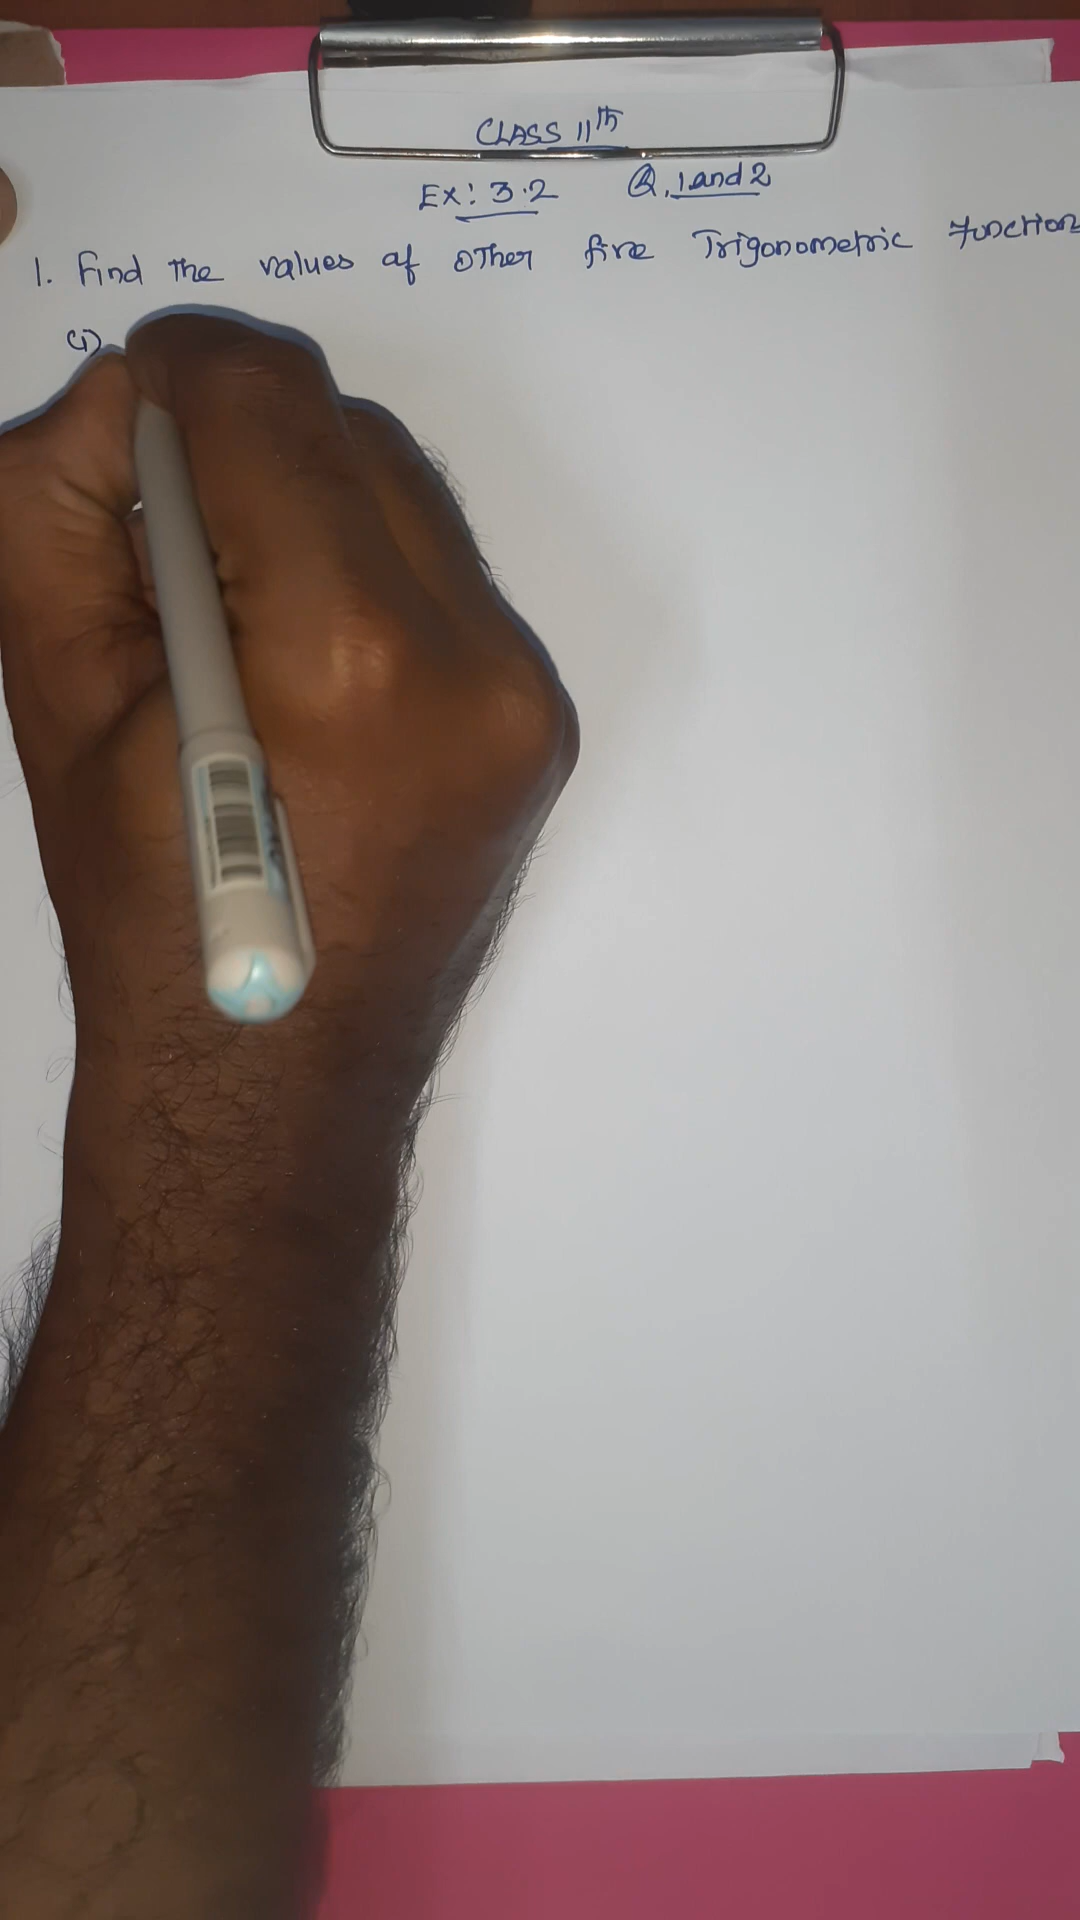 CLASS 11th
Ex: 3.2 Q. 1 and 2
1. Find the values of other five Trigonometric function
(i)